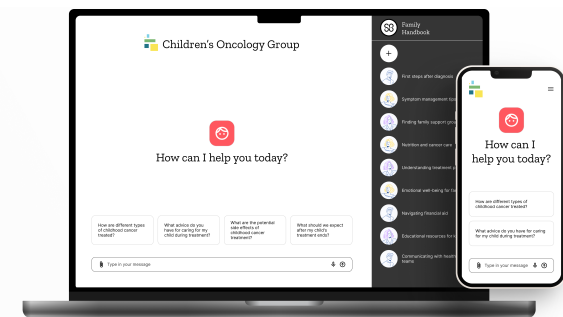 Children's Oncology Group
How can I help you today?
How are different types
of childhood cancer
treated?
What advice do you
have for caring for my
child during treatment?
What are the potential
side effects of
childhood cancer
treatment?
What should we expect
after my child's
treatment ends?
Type in your message
SG
Family
Handbook
First steps after diagnosis
Symptom management
Finding family support
Nutrition and cancer care
Understanding treatment
Emotional well-being for
Navigating financial aid
Educational resources for
Communicating with
teams
How can I
help you today?
How are different types of
childhood cancer treated?
What advice do you have for caring
for my child during treatment?
Type in your message